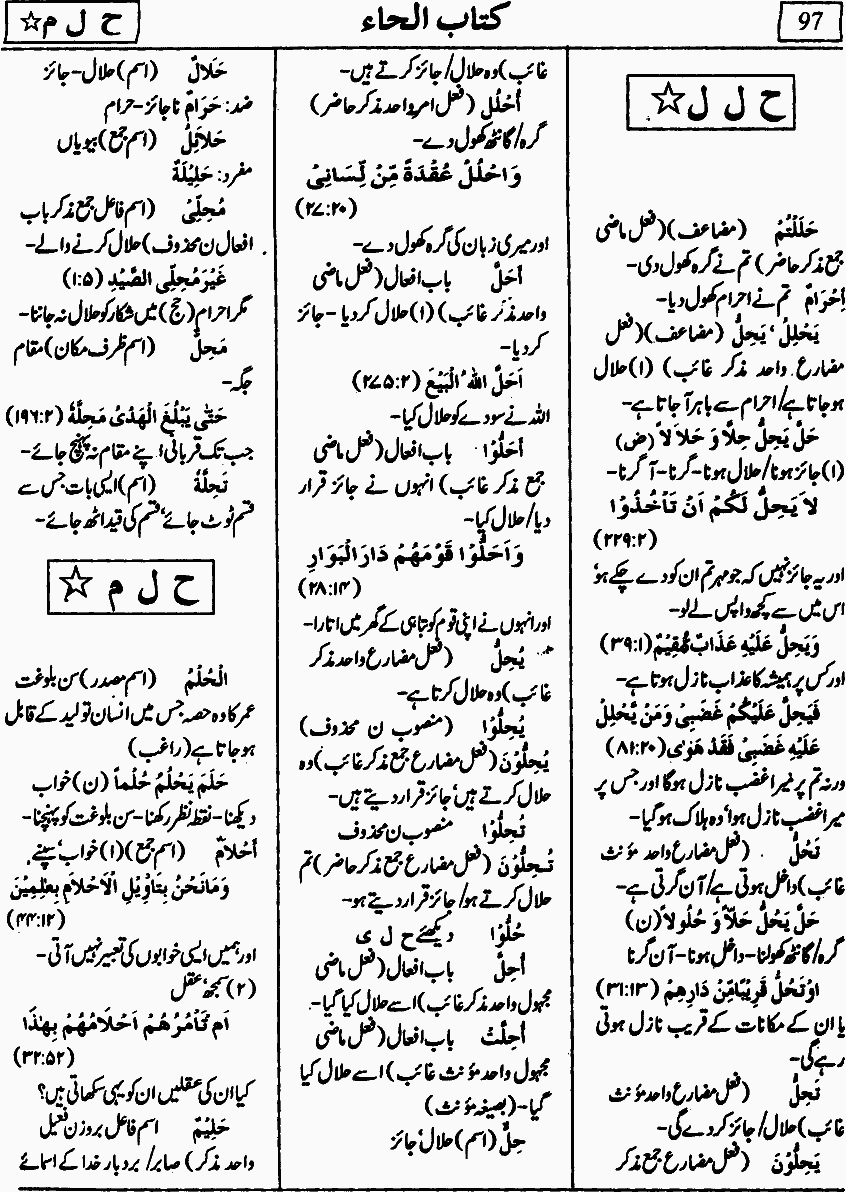 97
کتاب الحاء
ح ل م☆
ح ل ل☆
حَلَلْتُمْ (مضاعف)(فعل ماضی
جمع مذکر حاضر) تم نے گرہ کھول دی-
اِحْرَامٌ تم نے احرام کھول دیا-
یَحْلِلُ، یَحِلُّ (مضاعف)(فعل
مضارع واحد مذکر غائب) (۱) حلال
ہو جاتا ہے/احرام سے باہر آ جاتا ہے-
حَلَّ یَحِلُّ حِلًّا وَ حَلَالاً (ض)
(۱) جائز ہونا/حلال ہونا-گرنا-آ گرنا-
لَا یَحِلُّ لَکُمْ اَنْ تَأْخُذُوْا
(۲۲۹:۲)
اور یہ جائز نہیں کہ جو مہر تم ان کو دے چکے ہو،
اس میں سے کچھ واپس لے لو-
وَیَحِلُّ عَلَیْهِ عَذَابٌ مُّقِیْمٌ (۳۹:۱)
اور کس پر ہمیشہ کا عذاب نازل ہوتا ہے-
فَیَحِلَّ عَلَیْکُمْ غَضَبِیْ وَمَنْ یَّحْلِلْ
عَلَیْهِ غَضَبِیْ فَقَدْ هَوٰی (۸۱:۲۰)
ورنہ تم پر میرا غضب نازل ہو گا اور جس پر
میرا غضب نازل ہوا، وہ ہلاک ہو گیا-
تَحُلُّ (فعل مضارع واحد مؤنث
غائب) داخل ہوتی ہے/آن گرتی ہے-
حَلَّ یَحُلُّ حَلاًّ وَ حُلُولاً (ن)
گرہ/گانٹھ کھولنا-داخل ہونا-آن گرنا
اَوْتَحُلُّ قَرِیْبًا مِّنْ دَارِهِمْ (۳۱:۱۳)
یا ان کے مکانات کے قریب نازل ہوتی
رہے گی-
تَحِلُّ (فعل مضارع واحد مؤنث
غائب) حلال/جائز کر دے گی-
یَحِلُّوْنَ (فعل مضارع جمع مذکر
غائب) وہ حلال/جائز کرتے ہیں-
اُحْلُلْ (فعل امر واحد مذکر حاضر)
گرہ/گانٹھ کھول دے-
وَاحْلُلْ عُقْدَةً مِّنْ لِّسَانِیْ
(۲۷:۲۰)
اور میری زبان کی گرہ کھول دے-
اَحَلَّ باب افعال (فعل ماضی
واحد مذکر غائب) (۱) حلال کر دیا-جائز
کر دیا-
اَحَلَّ اللّٰهُ الْبَیْعَ (۲۷۵:۲)
اللہ نے سودے کو حلال کیا-
اَحَلُّوْا باب افعال (فعل ماضی
جمع مذکر غائب) انہوں نے جائز قرار
دیا/حلال کیا-
وَاَحَلُّوْا قَوْمَهُمْ دَارَ الْبَوَارِ
(۲۸:۱۴)
اور انہوں نے اپنی قوم کو تباہی کے گھر میں اتارا-
یُحِلُّ (فعل مضارع واحد مذکر
غائب) وہ حلال کرتا ہے-
یُحِلُّوْا (منصوب ن محذوف)
یُحِلُّوْنَ (فعل مضارع جمع مذکر غائب) وہ
حلال کرتے ہیں، جائز قرار دیتے ہیں-
تُحِلُّوْا منصوب ن محذوف
تُحِلُّوْنَ (فعل مضارع جمع مذکر حاضر) تم
حلال کرتے ہو/جائز قرار دیتے ہو-
حُلُّوْا دیکھئے ح ل ی
اُحِلَّ باب افعال (فعل ماضی
مجہول واحد مذکر غائب) اسے حلال کیا گیا-
اُحِلَّتْ باب افعال (فعل ماضی
مجہول واحد مؤنث غائب) اسے حلال کیا
گیا-(بصیغہ مؤنث)
حِلٌّ (اسم) حلال، جائز
حَلَالٌ (اسم) حلال-جائز
ضد: حَرَامٌ ناجائز-حرام
حَلَائِلُ (اسم جمع) بیویاں
مفرد: حَلِیْلَةٌ
مُحِلِّیْ (اسم فاعل جمع مذکر باب
افعال ن محذوف) حلال کرنے والے-
غَیْرَمُحِلِّی الصَّیْدِ (۱:۵)
مگر احرام (حج) میں شکار کو حلال نہ جاننا-
مَحِلٌّ (اسم ظرف مکان) مقام
جگہ-
حَتّٰی یَبْلُغَ الْهَدْیُ مَحِلَّهٗ (۱۹۶:۲)
جب تک قربانی اپنے مقام نہ پہنچ جائے-
تَحِلَّةُ (اسم) ایسی بات جس سے
قسم ٹوٹ جائے، قسم کی قید اٹھ جائے-
ح ل م ☆
الْحُلُمُ (اسم مصدر) سن بلوغت
عمر کا وہ حصہ جس میں انسان تولید کے قابل
ہو جاتا ہے (راغب)
حَلَمَ یَحْلُمُ حُلْماً (ن) خواب
دیکھنا-نقطہ نظر رکھنا-سن بلوغت کو پہنچنا-
اَحْلَامٌ (اسم جمع) (۱) خواب، سپنے
وَمَا نَحْنُ بِتَاْوِیْلِ الْاَحْلَامِ بِعٰلِمِیْنَ
(۴۴:۱۲)
اور ہمیں ایسی خوابوں کی تعبیر نہیں آتی-
(۲) سمجھ، عقل
اَمْ تَأْمُرُهُمْ اَحْلَامُهُمْ بِهٰذَا
(۳۲:۵۲)
کیا ان کی عقلیں ان کو یہی سکھاتی ہیں؟
حَلِیْمٌ اسم فاعل بروزن فعیل
واحد مذکر) صابر/بردبار خدا کے اسمائے